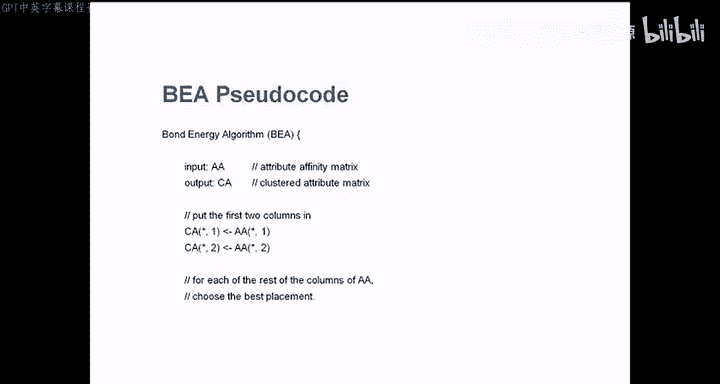 GPT中英字幕课程
bilibili
BEA Pseudocode
Bond Energy Algorithm (BEA) {
input: AA // attribute affinity matrix
output: CA // clustered attribute matrix
// put the first two columns in
CA(*, 1) <- AA(*, 1)
CA(*, 2) <- AA(*, 2)
// for each of the rest of the columns of AA,
// choose the best placement.